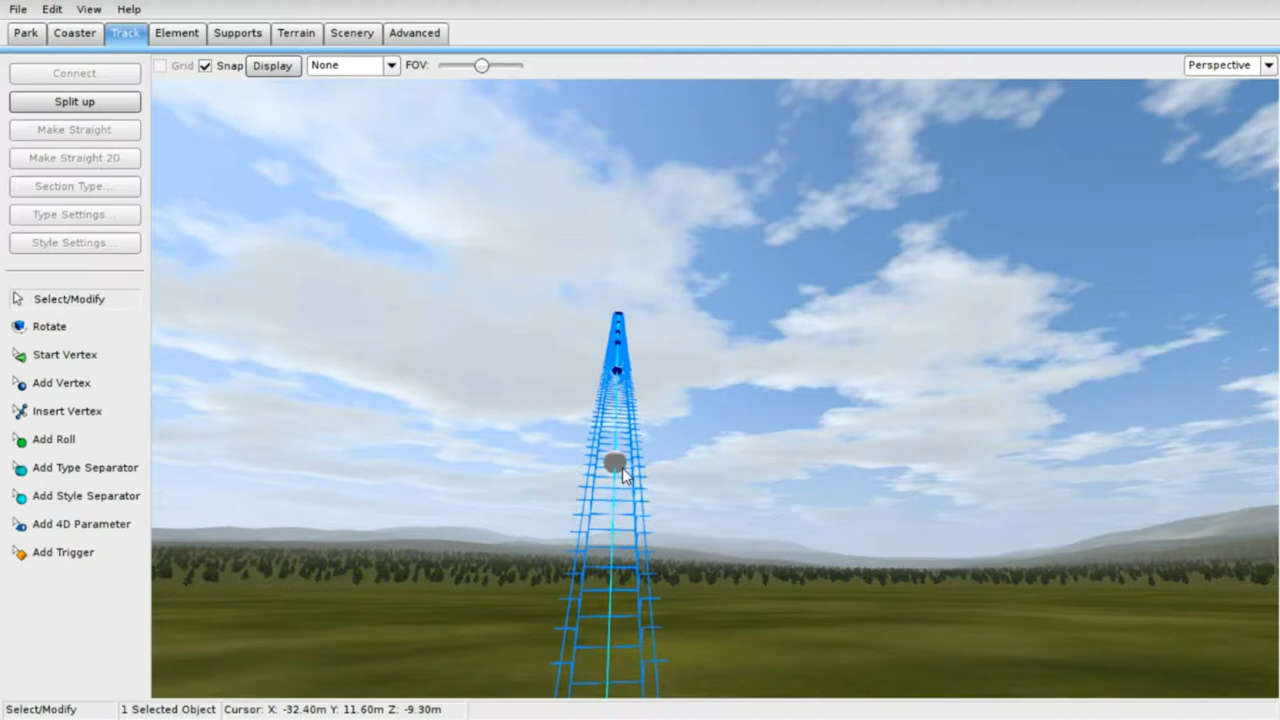 File Edit View Help
Park Coaster Track Element Supports Terrain Scenery Advanced
Grid Snap Display None FOV: Perspective
Connect
Split up
Make Straight
Make Straight 2D
Section Type...
Type Settings...
Style Settings...
Select/Modify
Rotate
Start Vertex
Add Vertex
Insert Vertex
Add Roll
Add Type Separator
Add Style Separator
Add 4D Parameter
Add Trigger
Select/Modify 1 Selected Object Cursor: X: -32.40m Y: 11.60m Z: -9.30m